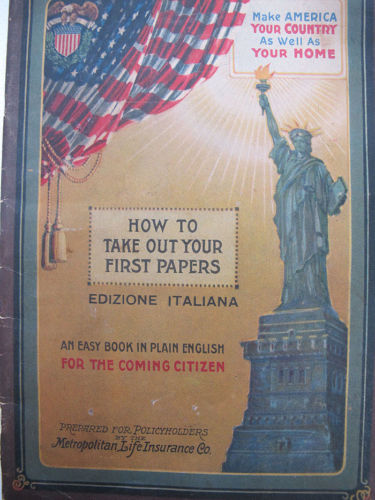 Make AMERICA
YOUR COUNTRY
As Well As
YOUR HOME
HOW TO
TAKE OUT YOUR
FIRST PAPERS
EDIZIONE ITALIANA
AN EASY BOOK IN PLAIN ENGLISH
FOR THE COMING CITIZEN
PREPARED FOR POLICYHOLDERS
BY THE
Metropolitan Life Insurance Co.